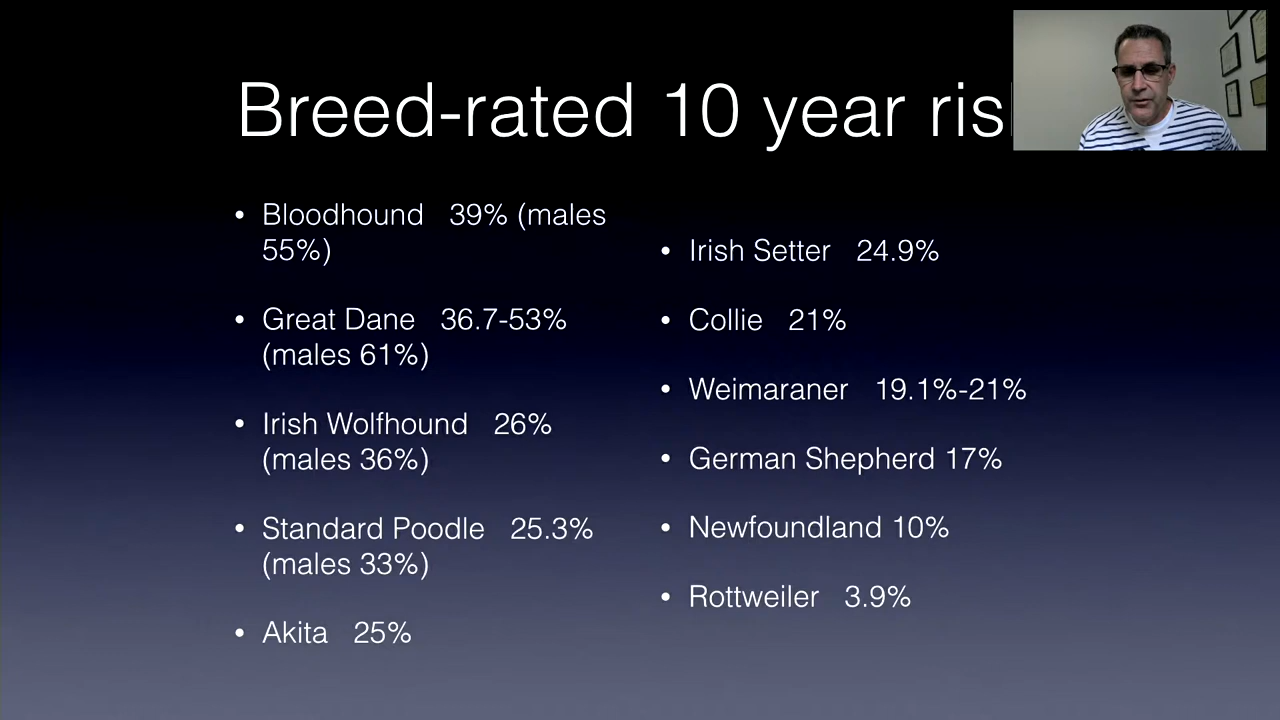 Breed-rated 10 year ris
• Bloodhound 39% (males
55%)
• Great Dane 36.7-53%
(males 61%)
• Irish Wolfhound 26%
(males 36%)
• Standard Poodle 25.3%
(males 33%)
• Akita 25%
• Irish Setter 24.9%
• Collie 21%
• Weimaraner 19.1%-21%
• German Shepherd 17%
• Newfoundland 10%
• Rottweiler 3.9%